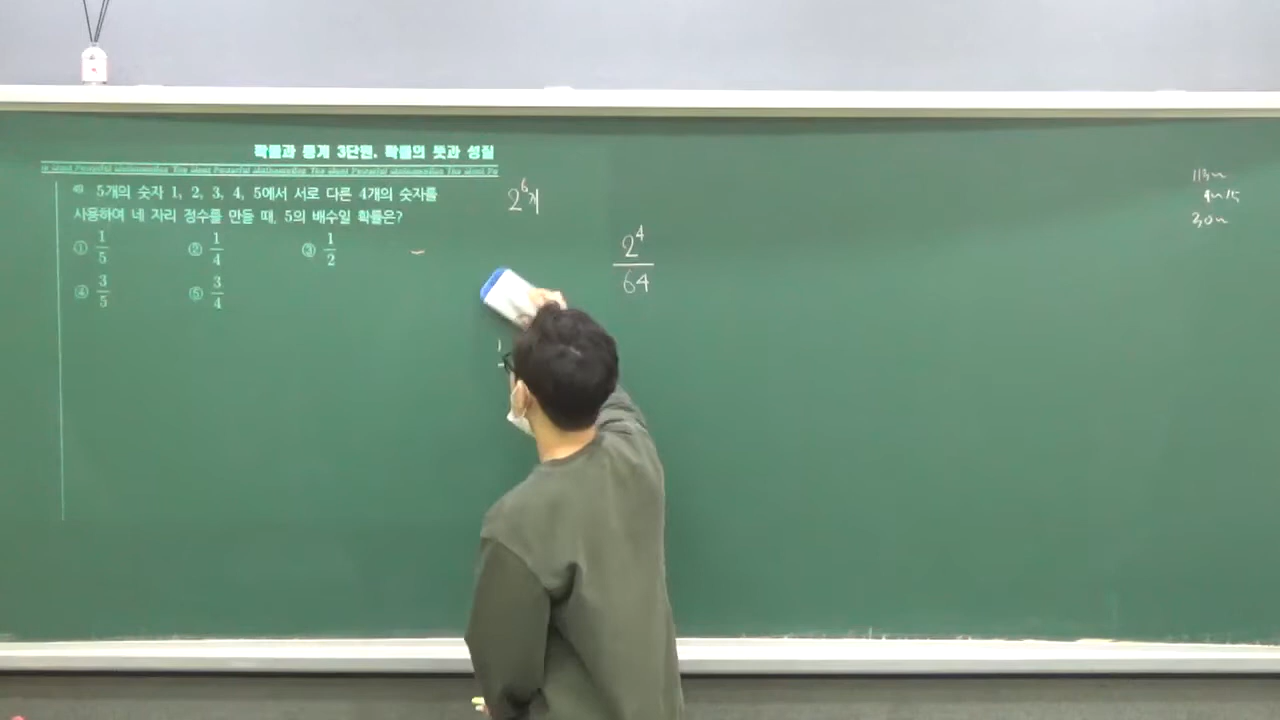 확률과 통계 3단원. 확률의 뜻과 성질
5개의 숫자 1, 2, 3, 4, 5에서 서로 다른 4개의 숫자를
사용하여 네 자리 정수를 만들 때, 5의 배수일 확률은?
① 1/5 ② 1/4 ③ 1/2
④ 3/5 ⑤ 3/4
2⁶개
2⁴/64